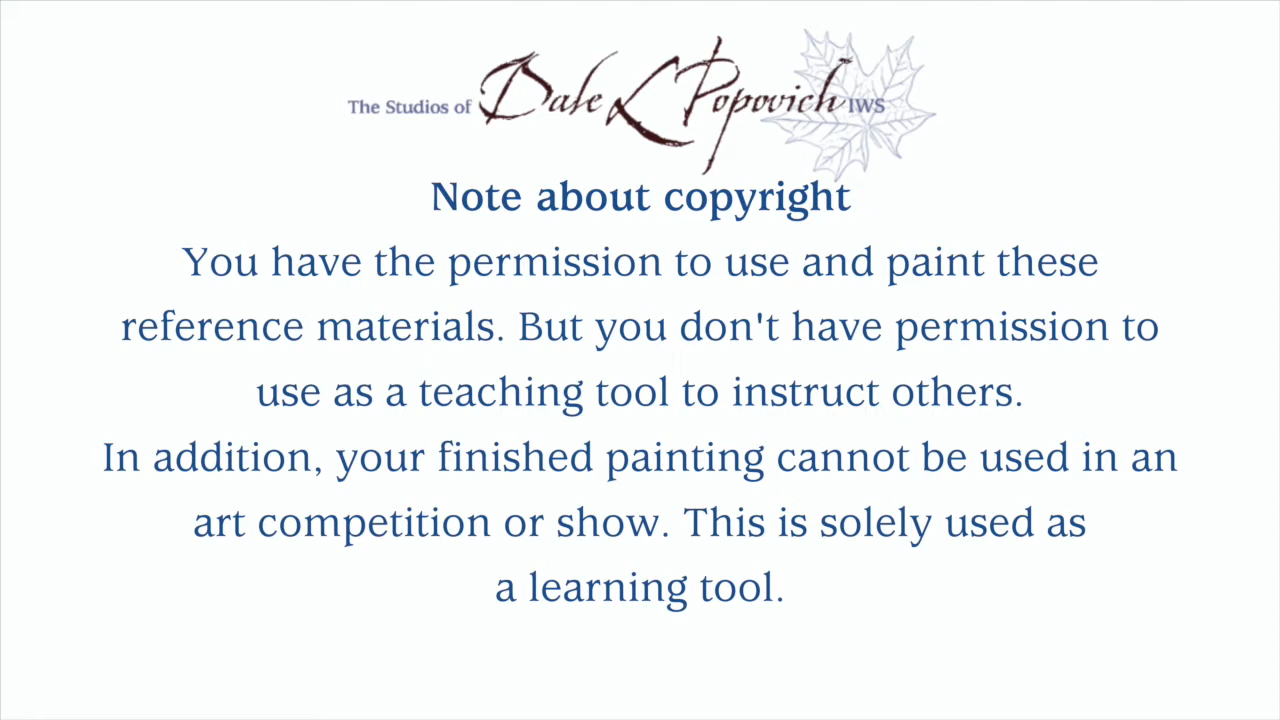 The Studios of Dale L Popovich IWS
Note about copyright
You have the permission to use and paint these
reference materials. But you don't have permission to
use as a teaching tool to instruct others.
In addition, your finished painting cannot be used in an
art competition or show. This is solely used as
a learning tool.